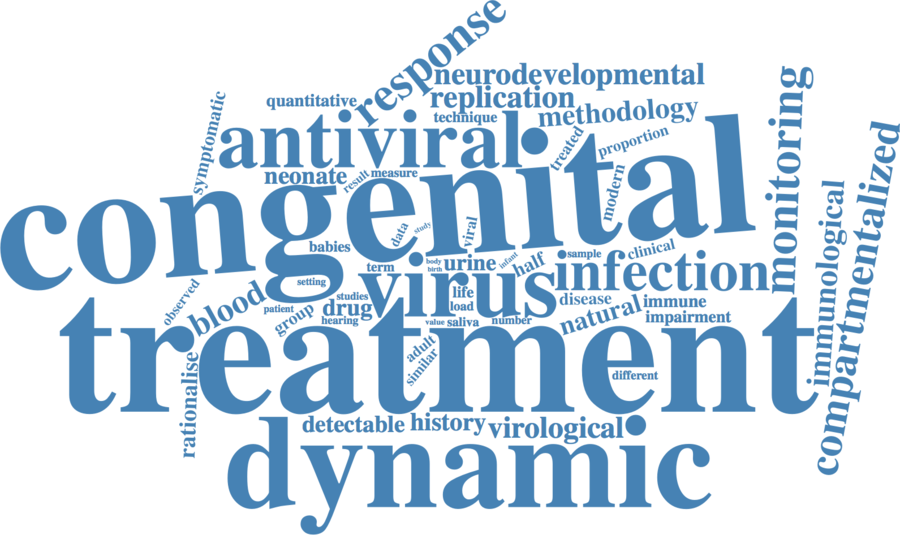 response
neurodevelopmental
quantitative
replication
symptomatic
technique
methodology
antiviral
treated
proportion
monitoring
neonate
result
measure
modern
congenital
compartmentalized
data
study
viral
immunological
babies
term
body
birth
urine
infant
half
sample
clinical
virus
infection
setting
observed
blood
patient
studies
life
disease
immune
group
drug
load
natural
impairment
hearing
value
saliva
number
treatment
adult
similar
different
rationalise
detectable
history
virological
dynamic